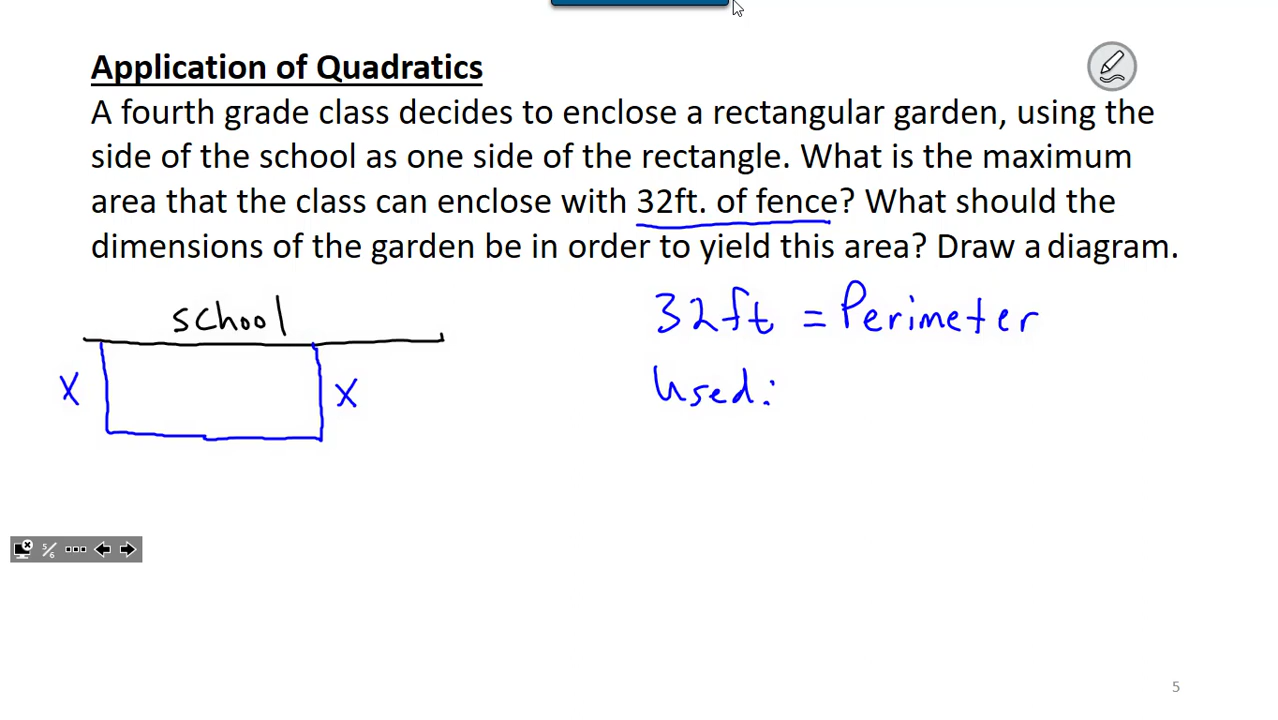 Application of Quadratics
A fourth grade class decides to enclose a rectangular garden, using the
side of the school as one side of the rectangle. What is the maximum
area that the class can enclose with 32ft. of fence? What should the
dimensions of the garden be in order to yield this area? Draw a diagram.
school
32ft = Perimeter
X
X
Used:
5/6
5